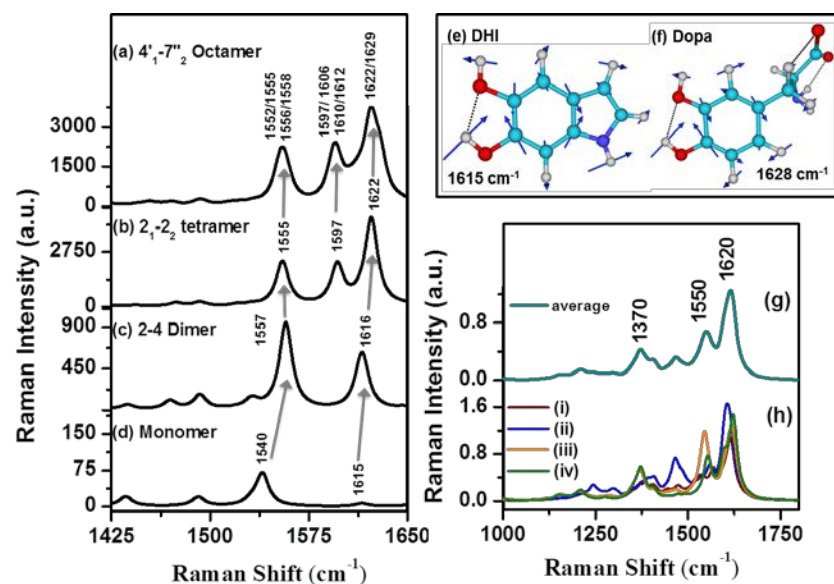 (a) 4'₁-7"₂ Octamer
1552/1555
1556/1558
1597/ 1606
1610/1612
1622/1629
3000
1500
0
(b) 2₁-2₂ tetramer
1555
1597
1622
2750
0
(c) 2-4 Dimer
1557
1616
900
450
(d) Monomer
1540
1615
150
75
0
1425
1500
1575
1650
Raman Intensity (a.u.)
Raman Shift (cm⁻¹)
(e) DHI
1615 cm⁻¹
(f) Dopa
1628 cm⁻¹
Raman Intensity (a.u.)
average
1370
1550
1620
(g)
0.8
0.0
(h)
(i)
(ii)
(iii)
(iv)
1.6
0.8
0.0
1000
1250
1500
1750
Raman Shift (cm⁻¹)